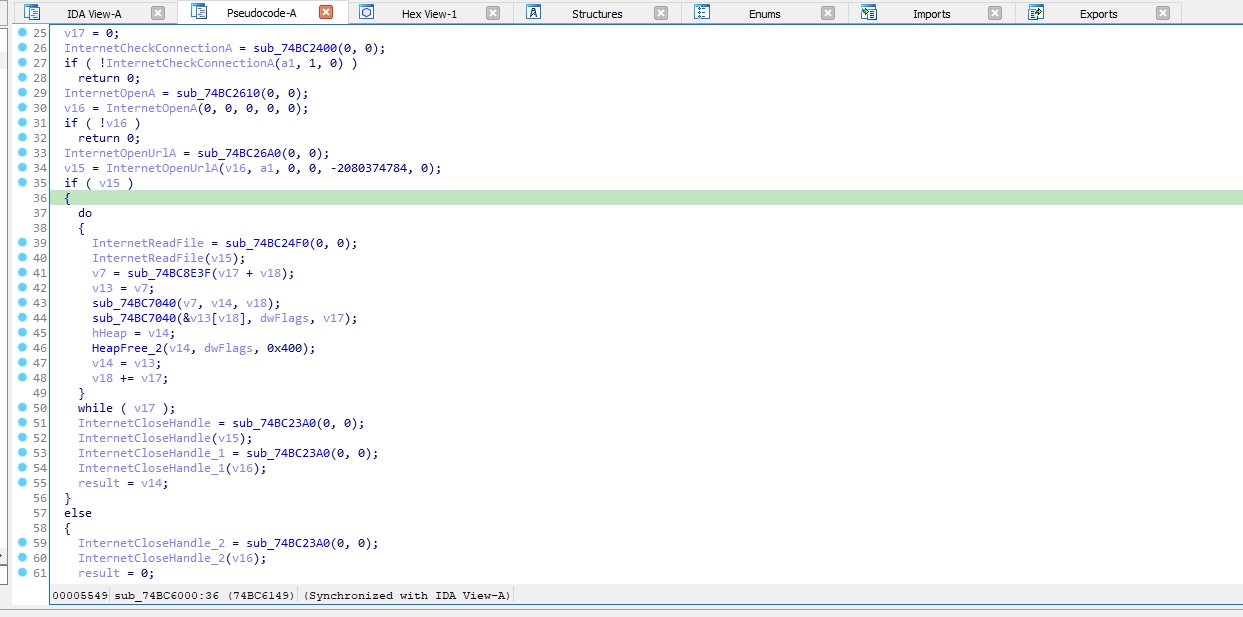 IDA View-A Pseudocode-A Hex View-1 Structures Enums Imports Exports
25 v17 = 0;
26 InternetCheckConnectionA = sub_74BC2400(0, 0);
27 if ( !InternetCheckConnectionA(a1, 1, 0) )
28 return 0;
29 InternetOpenA = sub_74BC2610(0, 0);
30 v16 = InternetOpenA(0, 0, 0, 0, 0);
31 if ( !v16 )
32 return 0;
33 InternetOpenUrlA = sub_74BC26A0(0, 0);
34 v15 = InternetOpenUrlA(v16, a1, 0, 0, -2080374784, 0);
35 if ( v15 )
36 {
37 do
38 {
39 InternetReadFile = sub_74BC24F0(0, 0);
40 InternetReadFile(v15);
41 v7 = sub_74BC8E3F(v17 + v18);
42 v13 = v7;
43 sub_74BC7040(v7, v14, v18);
44 sub_74BC7040(&v13[v18], dwFlags, v17);
45 hHeap = v14;
46 HeapFree_2(v14, dwFlags, 0x400);
47 v14 = v13;
48 v18 += v17;
49 }
50 while ( v17 );
51 InternetCloseHandle = sub_74BC23A0(0, 0);
52 InternetCloseHandle(v15);
53 InternetCloseHandle_1 = sub_74BC23A0(0, 0);
54 InternetCloseHandle_1(v16);
55 result = v14;
56 }
57 else
58 {
59 InternetCloseHandle_2 = sub_74BC23A0(0, 0);
60 InternetCloseHandle_2(v16);
61 result = 0;
00005549 sub_74BC6000:36 (74BC6149) (Synchronized with IDA View-A)